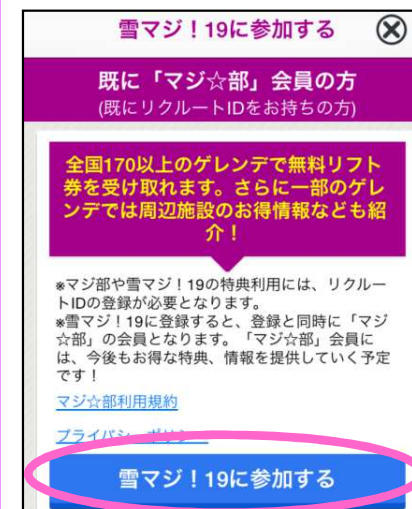 雪マジ！19に参加する
既に「マジ☆部」会員の方
(既にリクルートIDをお持ちの方)
全国170以上のゲレンデで無料リフト
券を受け取れます。さらに一部のゲレ
ンデでは周辺施設のお得情報なども紹
介！
※マジ部や雪マジ！19の特典利用には、リクルー
トIDの登録が必要となります。
※雪マジ！19に登録すると、登録と同時に「マジ
☆部」の会員となります。「マジ☆部」会員に
は、今後もお得な特典、情報を提供していく予定
です！
マジ☆部利用規約
プライバシーポリシー
雪マジ！19に参加する